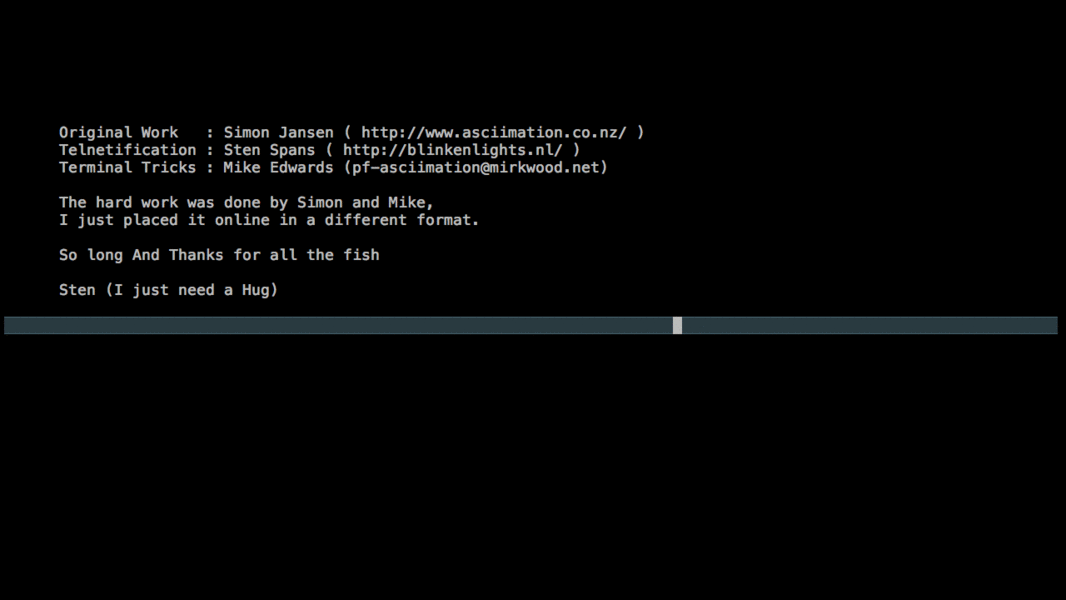 Original Work   : Simon Jansen ( http://www.asciimation.co.nz/ )
Telnetification : Sten Spans ( http://blinkenlights.nl/ )
Terminal Tricks : Mike Edwards (pf-asciimation@mirkwood.net)
The hard work was done by Simon and Mike,
I just placed it online in a different format.
So long And Thanks for all the fish
Sten (I just need a Hug)